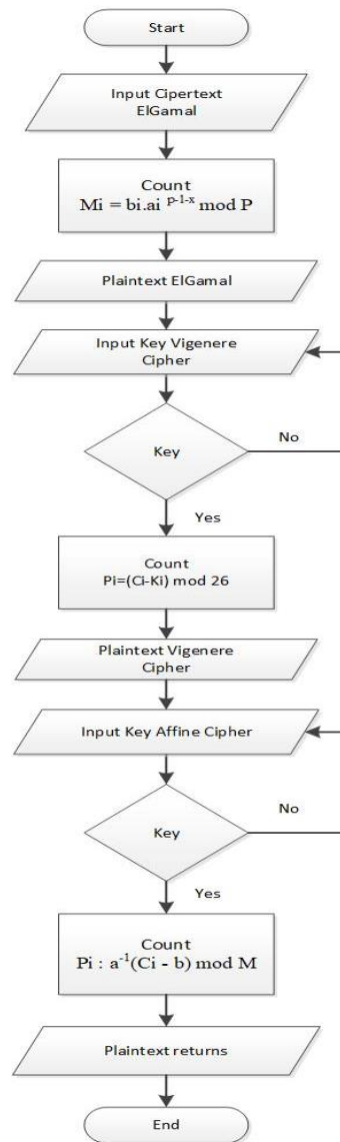 Start
Input Cipertext
ElGamal
Count
Mi = bi.ai ᵖ⁻¹⁻ˣ mod P
Plaintext ElGamal
Input Key Vigenere
Cipher
Key
No
Yes
Count
Pi=(Ci-Ki) mod 26
Plaintext Vigenere
Cipher
Input Key Affine Cipher
Key
No
Yes
Count
Pi : a⁻¹(Ci - b) mod M
Plaintext returns
End